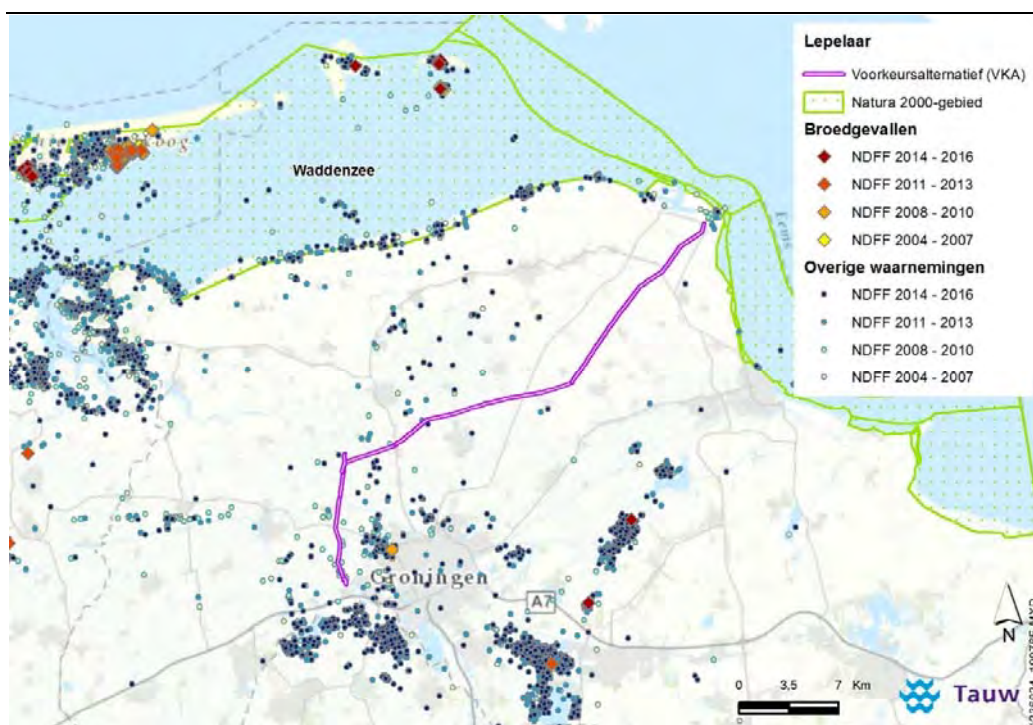 Lepelaar
Voorkeursalternatief (VKA)
Natura 2000-gebied
Broedgevallen
NDFF 2014 - 2016
NDFF 2011 - 2013
NDFF 2008 - 2010
NDFF 2004 - 2007
Overige waarnemingen
NDFF 2014 - 2016
NDFF 2011 - 2013
NDFF 2008 - 2010
NDFF 2004 - 2007
Waddenzee
Eems
Groningen
A7
N
0 3,5 7 Km
Tauw